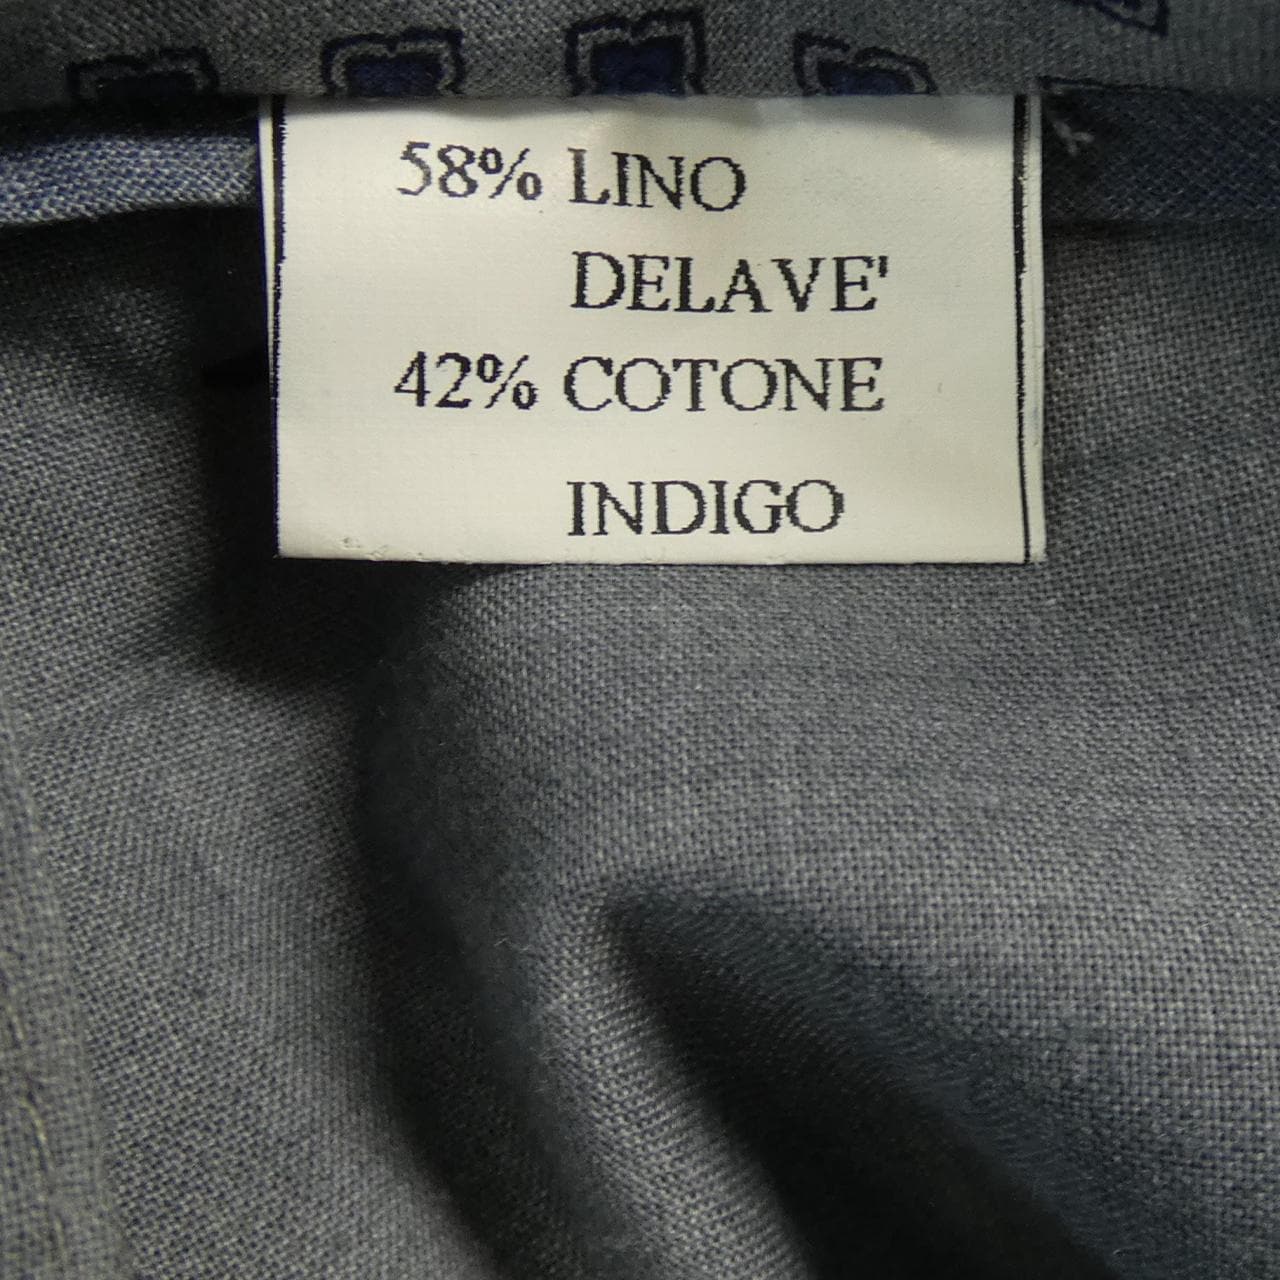 58% LINO
DELAVE'
42% COTONE
INDIGO